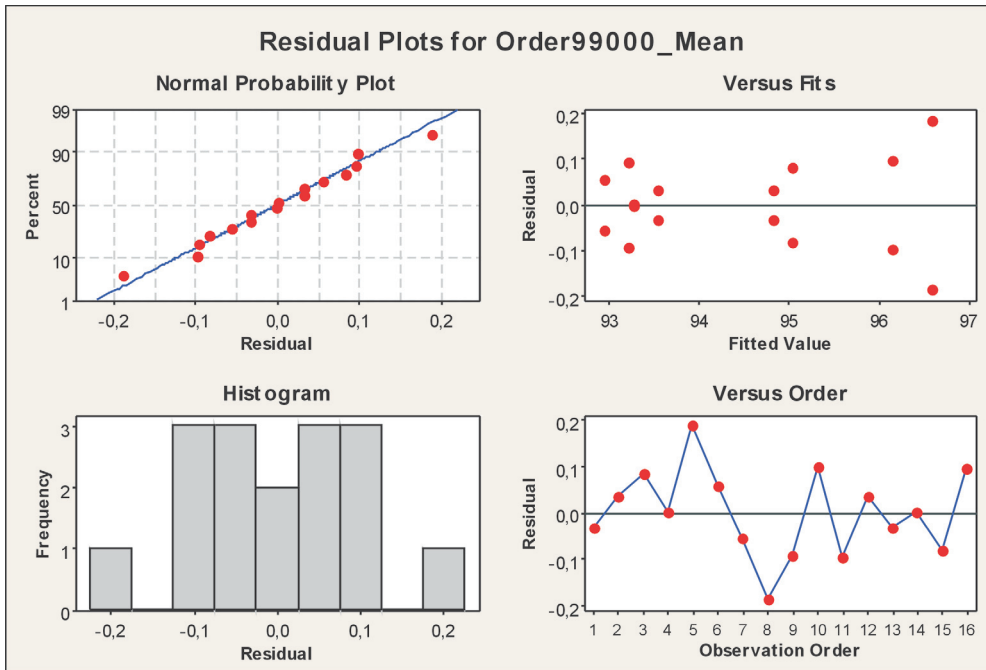 Residual Plots for Order99000_Mean
Normal Probability Plot
99
90
50
10
1
Percent
-0,2 -0,1 0,0 0,1 0,2
Residual
Versus Fits
0,2
0,1
0,0
-0,1
-0,2
Residual
93 94 95 96 97
Fitted Value
Histogram
3
2
1
0
Frequency
-0,2 -0,1 0,0 0,1 0,2
Residual
Versus Order
0,2
0,1
0,0
-0,1
-0,2
Residual
1 2 3 4 5 6 7 8 9 10 11 12 13 14 15 16
Observation Order